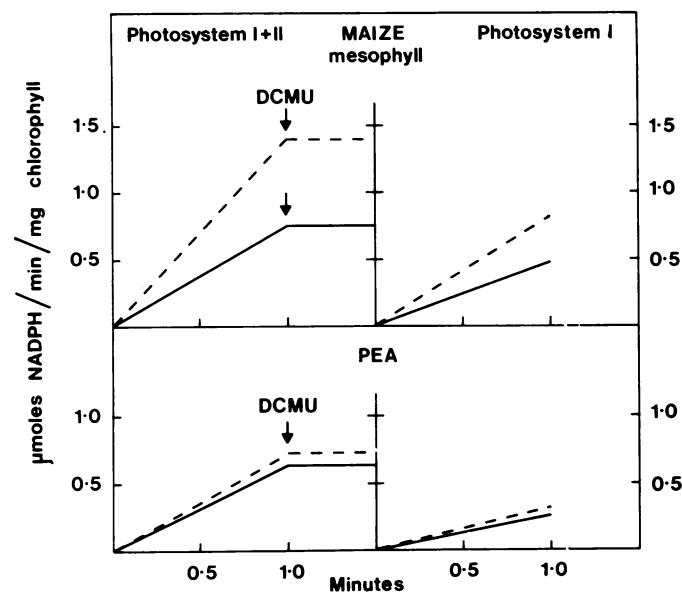 Photosystem I+II MAIZE Photosystem I
mesophyll
DCMU
1·5 1·5
1·0 1·0
0·5 0·5
PEA
DCMU
1·0 1·0
0·5 0·5
0·5 1·0 0·5 1·0
Minutes
μmoles NADPH/min/mg chlorophyll